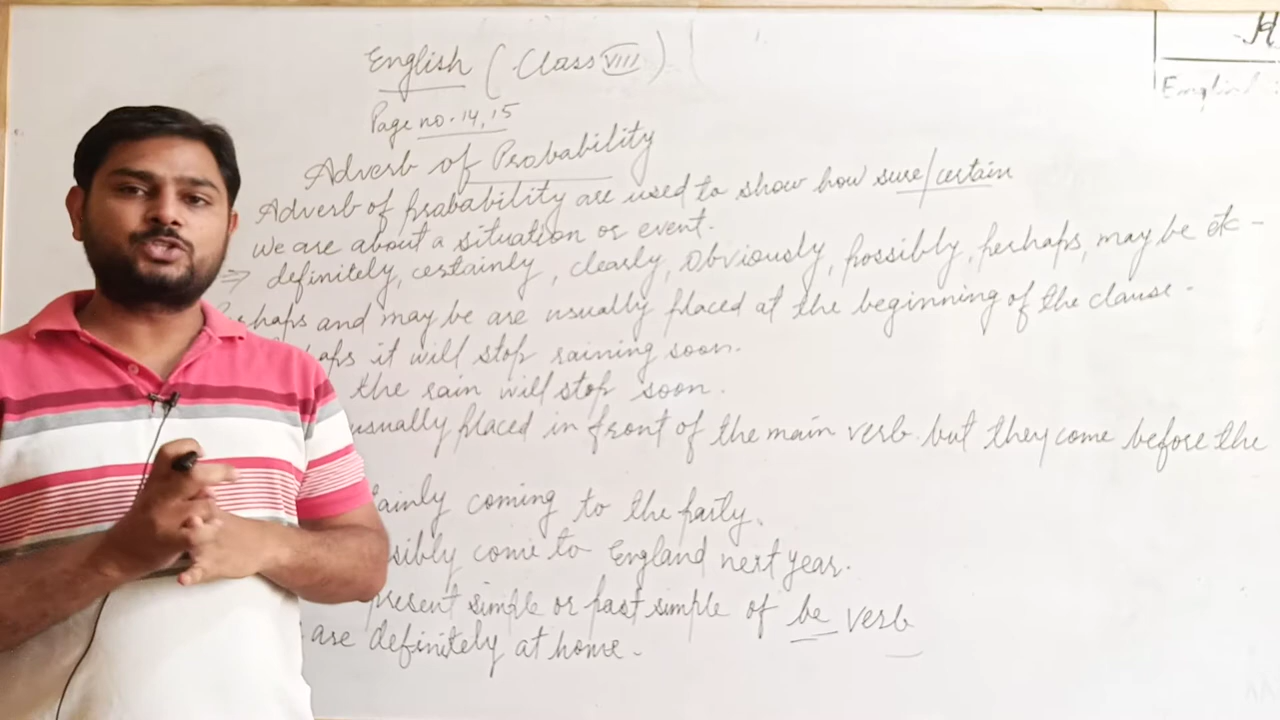 English (Class VIII)
Page no. 14, 15
Adverb of Probability
Adverb of probability are used to show how sure/certain
we are about a situation or event.
⇒ definitely, certainly, clearly, obviously, possibly, perhaps, may be etc -
and may be are usually placed at the beginning of the clause.
it will stop raining soon.
the rain will stop soon.
usually placed in front of the main verb but they come before the
coming to the party.
come to England next year.
present simple or past simple of be verb
are definitely at home.
English